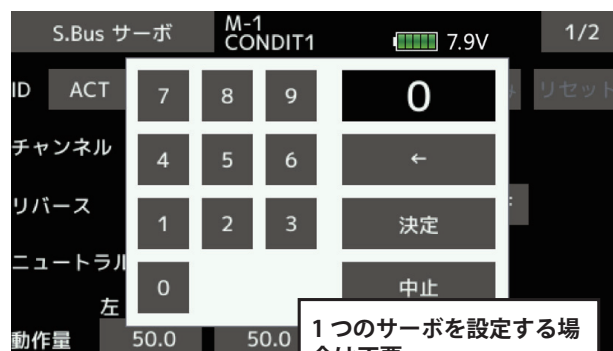 S.Bus サーボ M-1 CONDIT1 7.9V 1/2
ID ACT 7 8 9 0 リセット
チャンネル 4 5 6 ←
リバース 1 2 3 決定
ニュートラル 0 中止
左
動作量 50.0 50.0
1つのサーボを設定する場